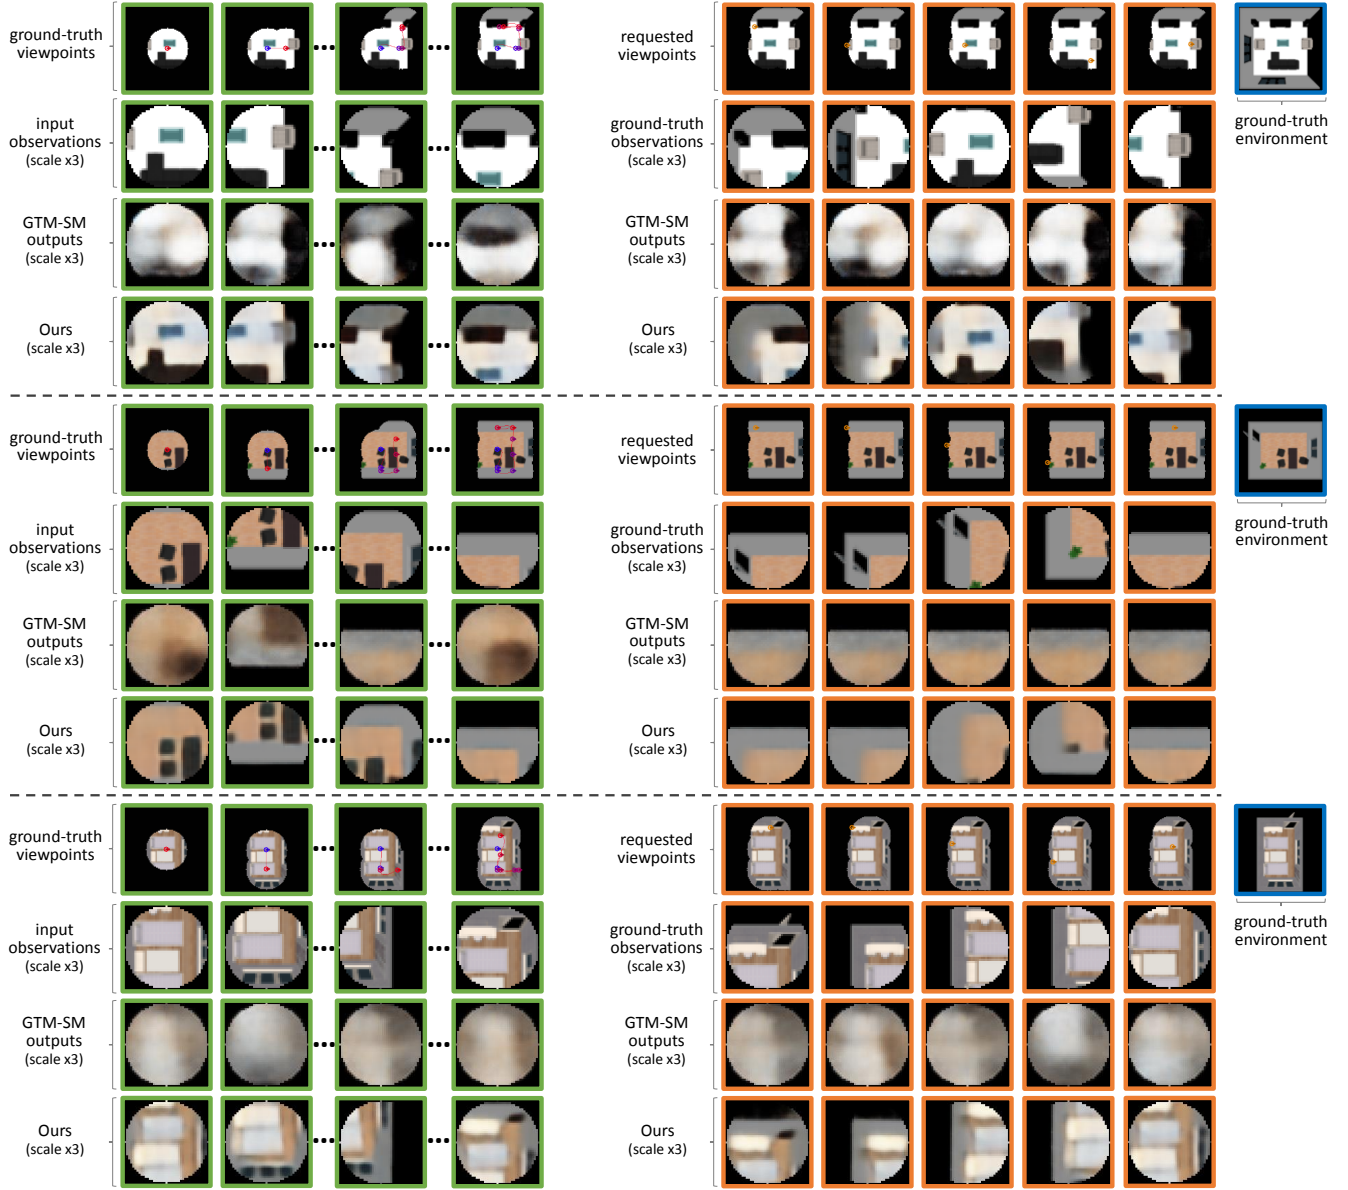 ground-truth
viewpoints
requested
viewpoints
input
observations
(scale x3)
ground-truth
observations
(scale x3)
ground-truth
environment
GTM-SM
outputs
(scale x3)
GTM-SM
outputs
(scale x3)
Ours
(scale x3)
Ours
(scale x3)
ground-truth
viewpoints
requested
viewpoints
input
observations
(scale x3)
ground-truth
observations
(scale x3)
ground-truth
environment
GTM-SM
outputs
(scale x3)
GTM-SM
outputs
(scale x3)
Ours
(scale x3)
Ours
(scale x3)
ground-truth
viewpoints
requested
viewpoints
input
observations
(scale x3)
ground-truth
observations
(scale x3)
ground-truth
environment
GTM-SM
outputs
(scale x3)
GTM-SM
outputs
(scale x3)
Ours
(scale x3)
Ours
(scale x3)